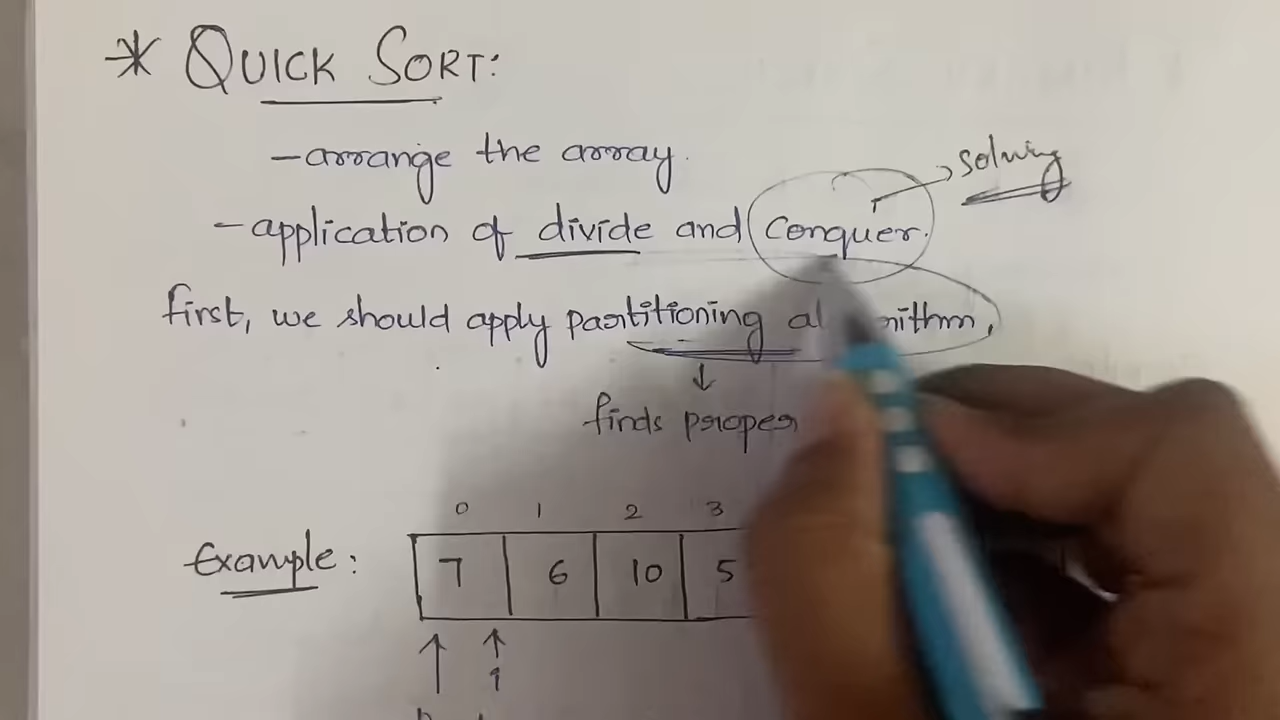 * QUICK SORT:
- arrange the array.
solving
- application of divide and Conquer.
first, we should apply partitioning
finds proper
0 1 2 3
Example: 7 6 10 5